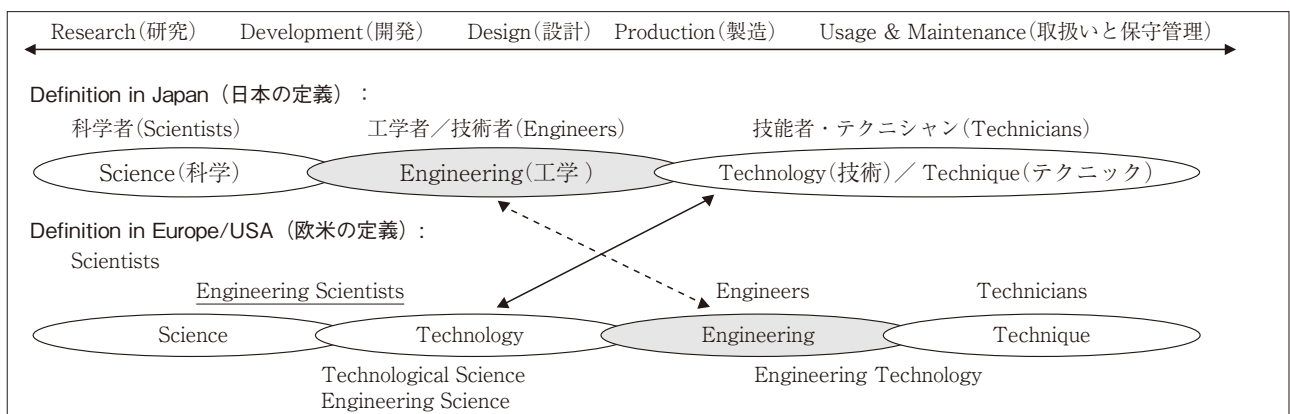 Research(研究) Development(開発) Design(設計) Production(製造) Usage & Maintenance(取扱いと保守管理)
Definition in Japan(日本の定義):
科学者(Scientists) 工学者／技術者(Engineers) 技能者・テクニシャン(Technicians)
Science(科学) Engineering(工学 ) Technology(技術)／ Technique(テクニック)
Definition in Europe/USA(欧米の定義):
Scientists
Engineering Scientists Engineers Technicians
Science Technology Engineering Technique
Technological Science Engineering Technology
Engineering Science